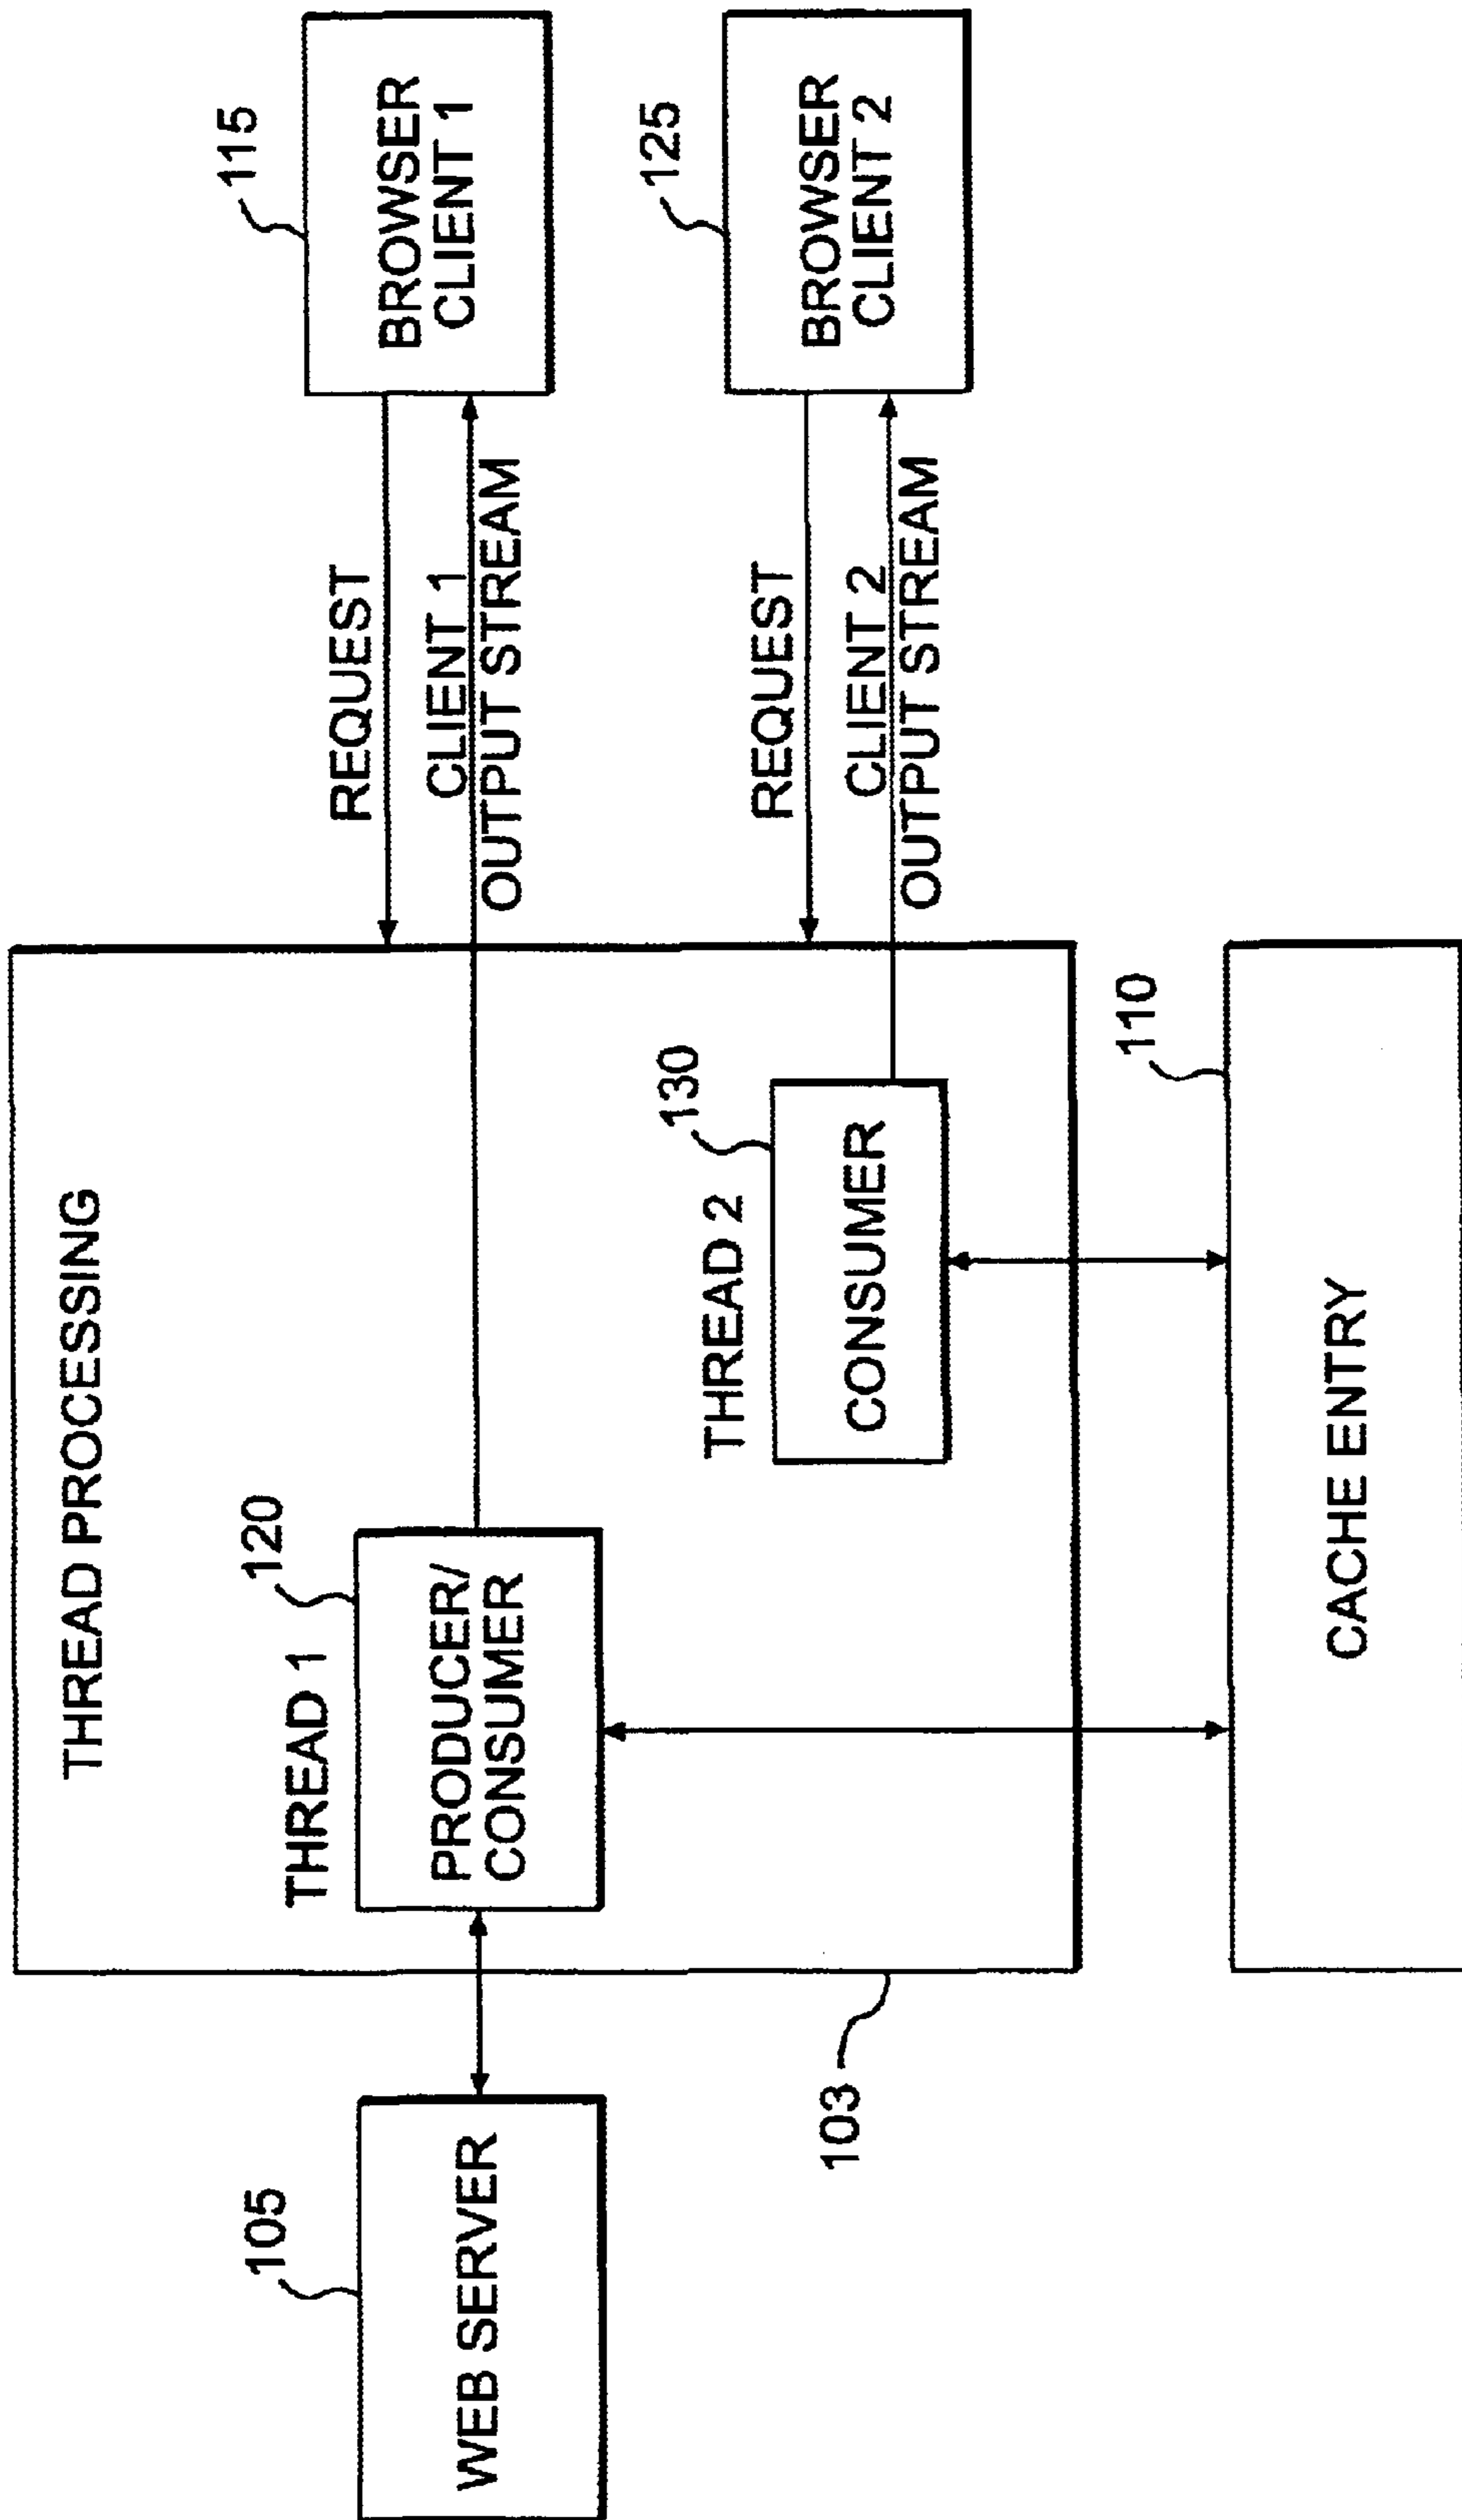 THREAD PROCESSING
115
BROWSER
CLIENT 1
REQUEST
CLIENT 1
OUTPUT STREAM
125
BROWSER
CLIENT 2
REQUEST
CLIENT 2
OUTPUT STREAM
120
THREAD 1
PRODUCER/
CONSUMER
130
THREAD 2
CONSUMER
105
WEB SERVER
103
110
CACHE ENTRY